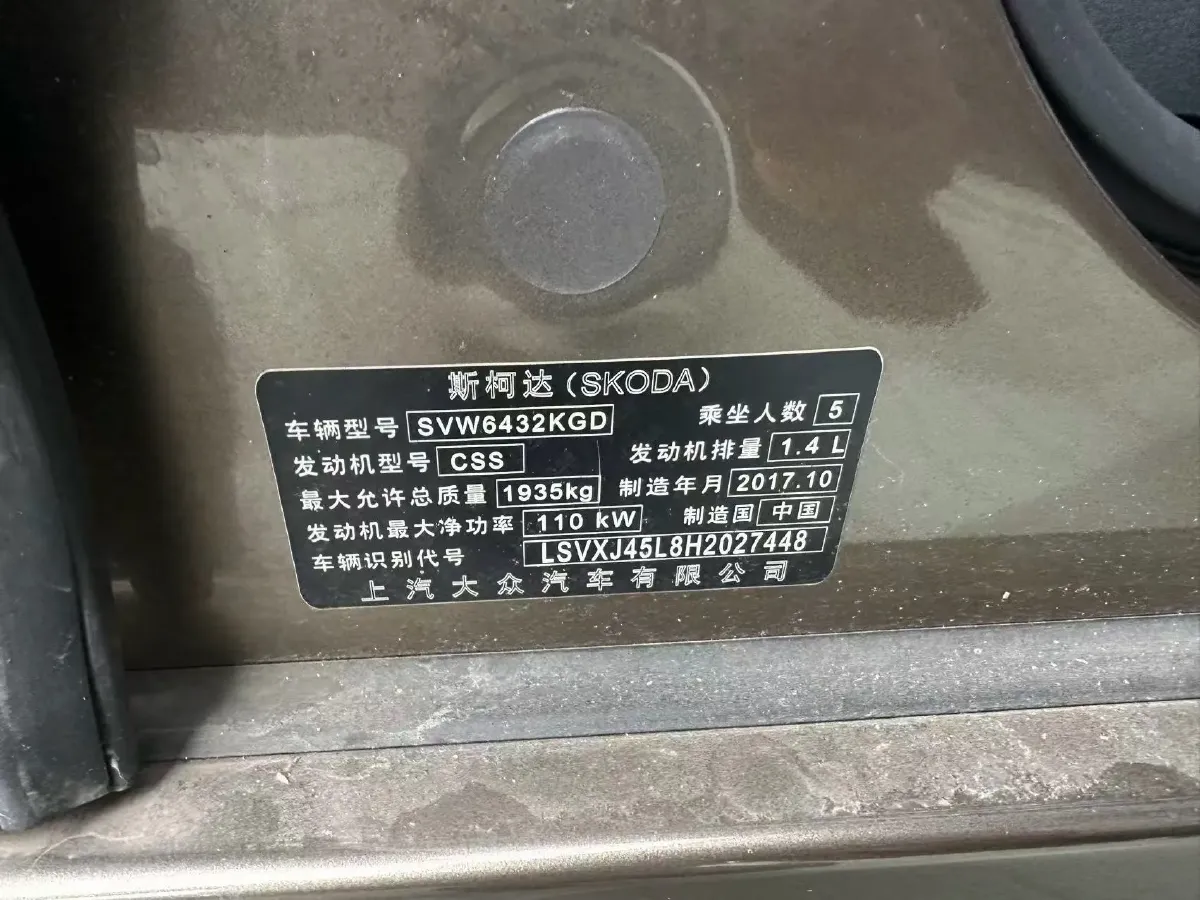 斯柯达(SKODA)
车辆型号 SVW6432KGD 乘坐人数 5
发动机型号 CSS 发动机排量 1.4 L
最大允许总质量 1935kg 制造年月 2017.10
发动机最大净功率 110 kW 制造国 中国
车辆识别代号 LSVXJ45L8H2027448
上汽大众汽车有限公司